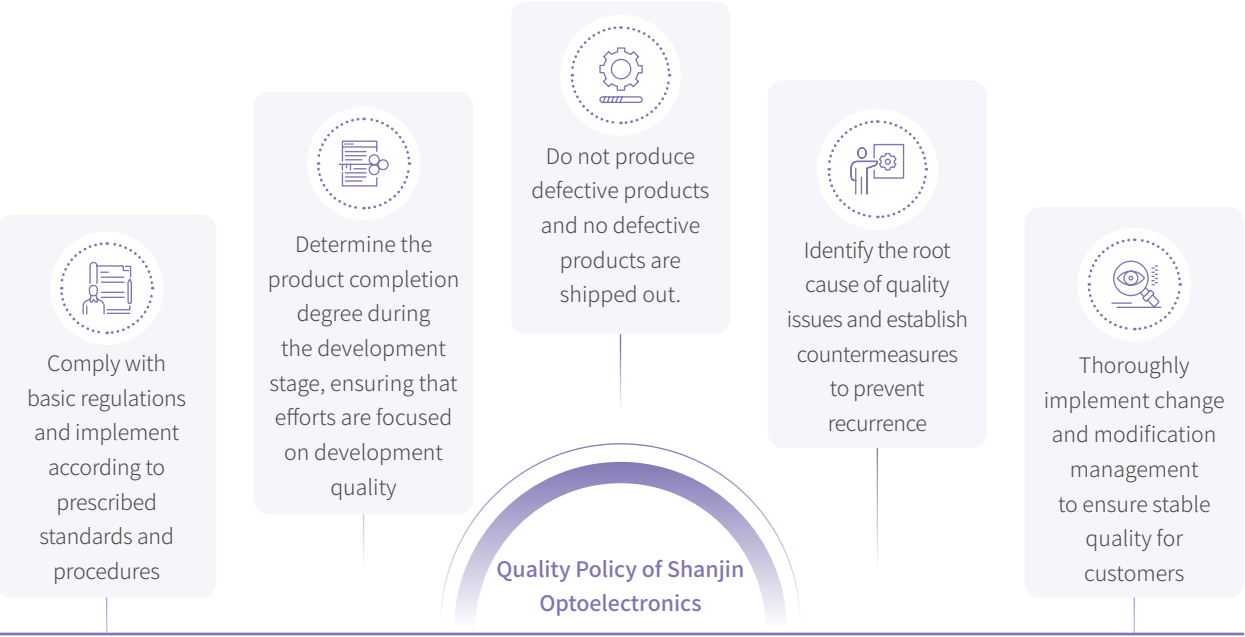 Comply with
basic regulations
and implement
according to
prescribed
standards and
procedures
Determine the
product completion
degree during
the development
stage, ensuring that
efforts are focused
on development
quality
Do not produce
defective products
and no defective
products are
shipped out.
Identify the root
cause of quality
issues and establish
countermeasures
to prevent
recurrence
Thoroughly
implement change
and modification
management
to ensure stable
quality for
customers
Quality Policy of Shanjin
Optoelectronics